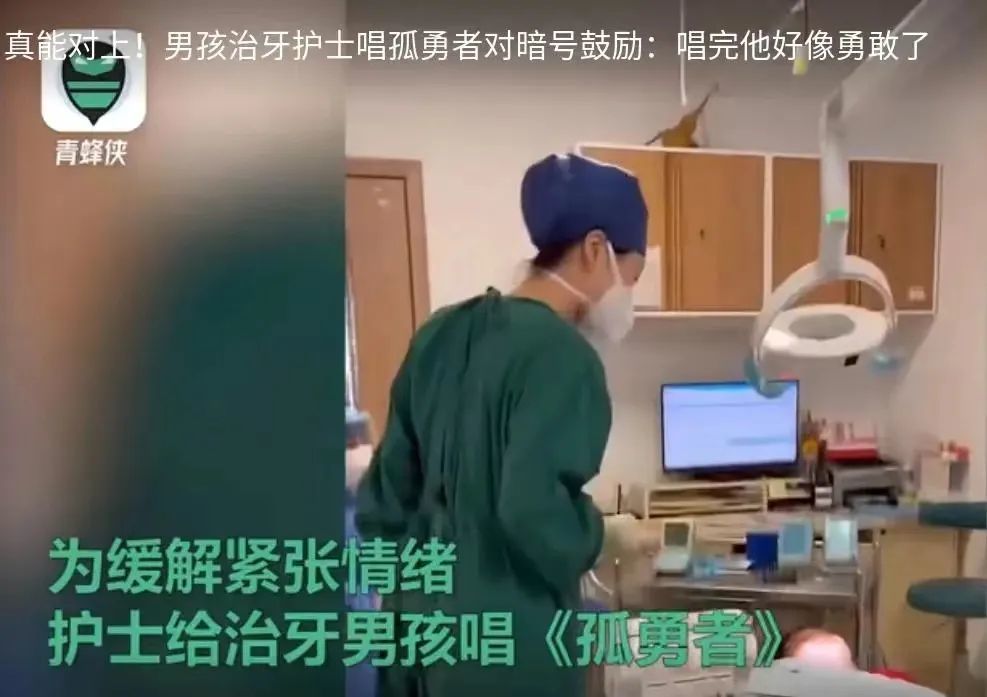 真能对上！男孩治牙护士唱孤勇者对暗号鼓励：唱完他好像勇敢了
青蜂侠
为缓解紧张情绪
护士给治牙男孩唱《孤勇者》